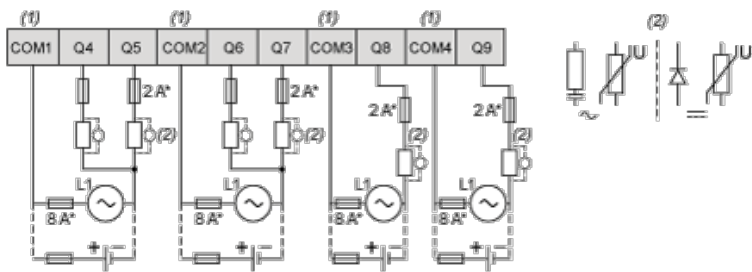 (1) (1) (1) (1) (2)
COM1 Q4 Q5 COM2 Q6 Q7 COM3 Q8 COM4 Q9
U U
2 A* 2 A* 2 A* 2 A*
(2) (2) (2) (2)
L1 L1 L1 L1
8 A* 8 A* 8 A* 8 A*
+ − + − + − + −